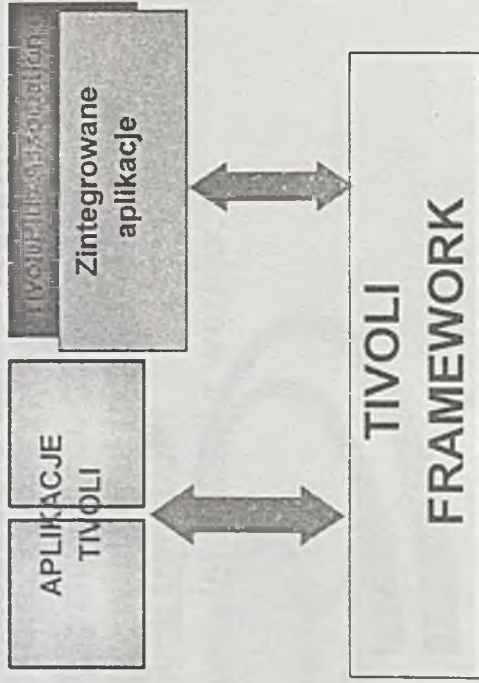 APLIKACJE
TIVOLI
Zintegrowane
aplikacje
TIVOLI
FRAMEWORK